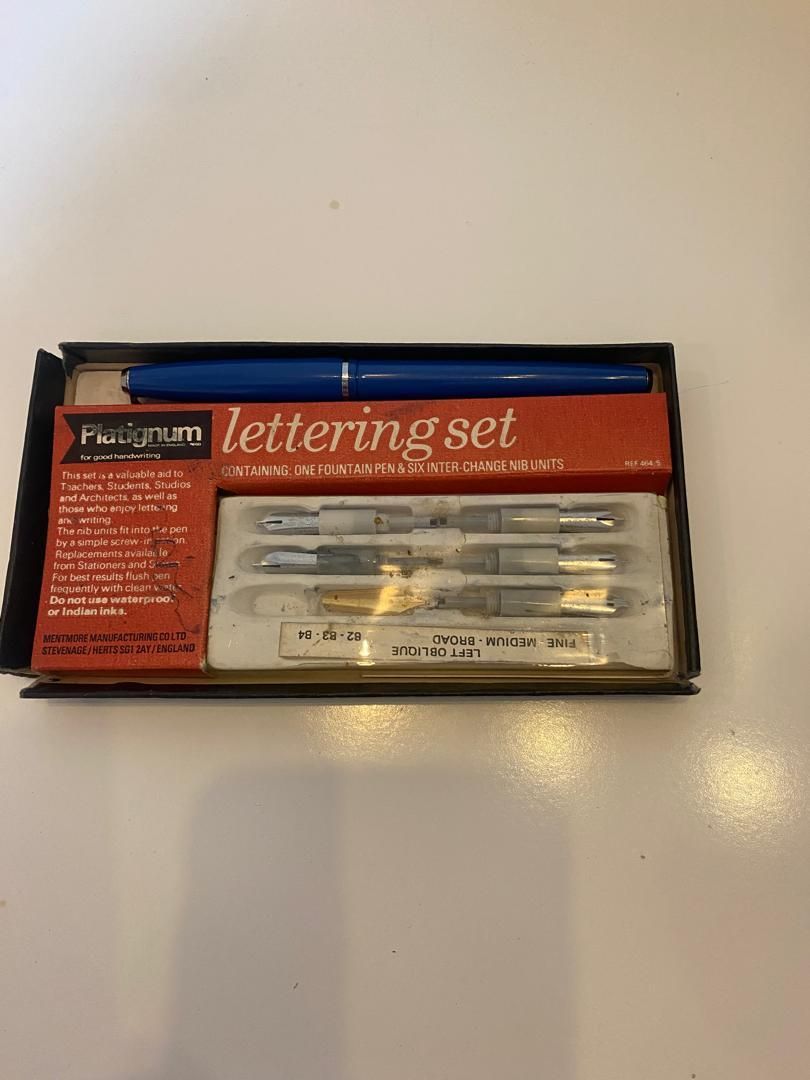 Platignum
MADE IN ENGLAND
for good handwriting
lettering set
CONTAINING: ONE FOUNTAIN PEN & SIX INTER-CHANGE NIB UNITS
REF 464/5
This set is a valuable aid to
Teachers, Students, Studios
and Architects, as well as
those who enjoy lettering
and writing.
The nib units fit into the pen
by a simple screw-in action.
Replacements available
from Stationers and Stores.
For best results flush pen
frequently with clean water.
Do not use waterproof
or Indian inks.
MENTMORE MANUFACTURING CO LTD
STEVENAGE/HERTS SG1 2AY/ENGLAND
LEFT OBLIQUE
FINE - MEDIUM - BROAD
B2 - B3 - B4